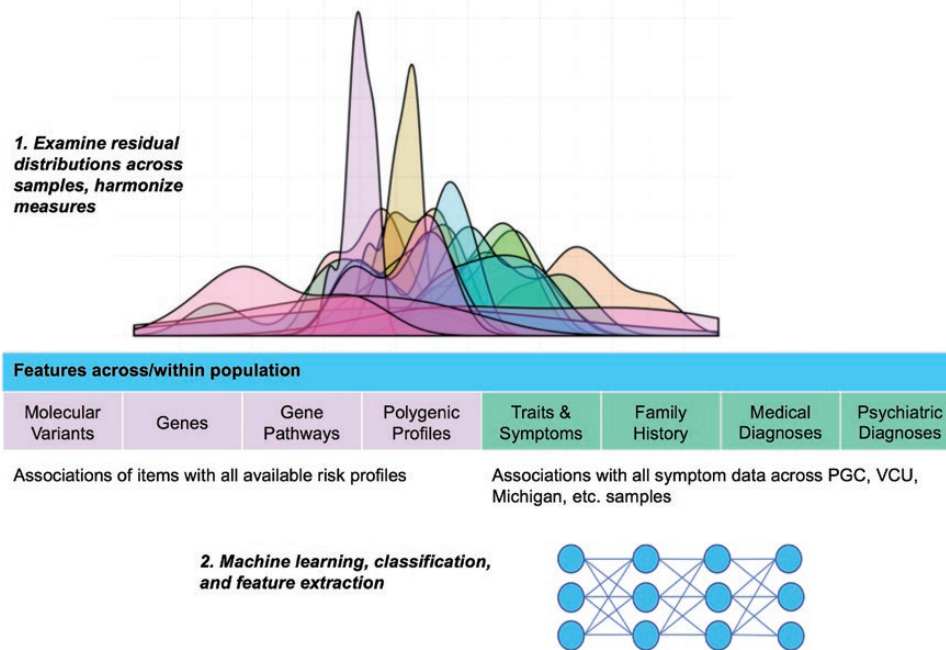 1. Examine residual
distributions across
samples, harmonize
measures
Features across/within population
Molecular
Variants
Genes
Gene
Pathways
Polygenic
Profiles
Traits &
Symptoms
Family
History
Medical
Diagnoses
Psychiatric
Diagnoses
Associations of items with all available risk profiles
Associations with all symptom data across PGC, VCU,
Michigan, etc. samples
2. Machine learning, classification,
and feature extraction